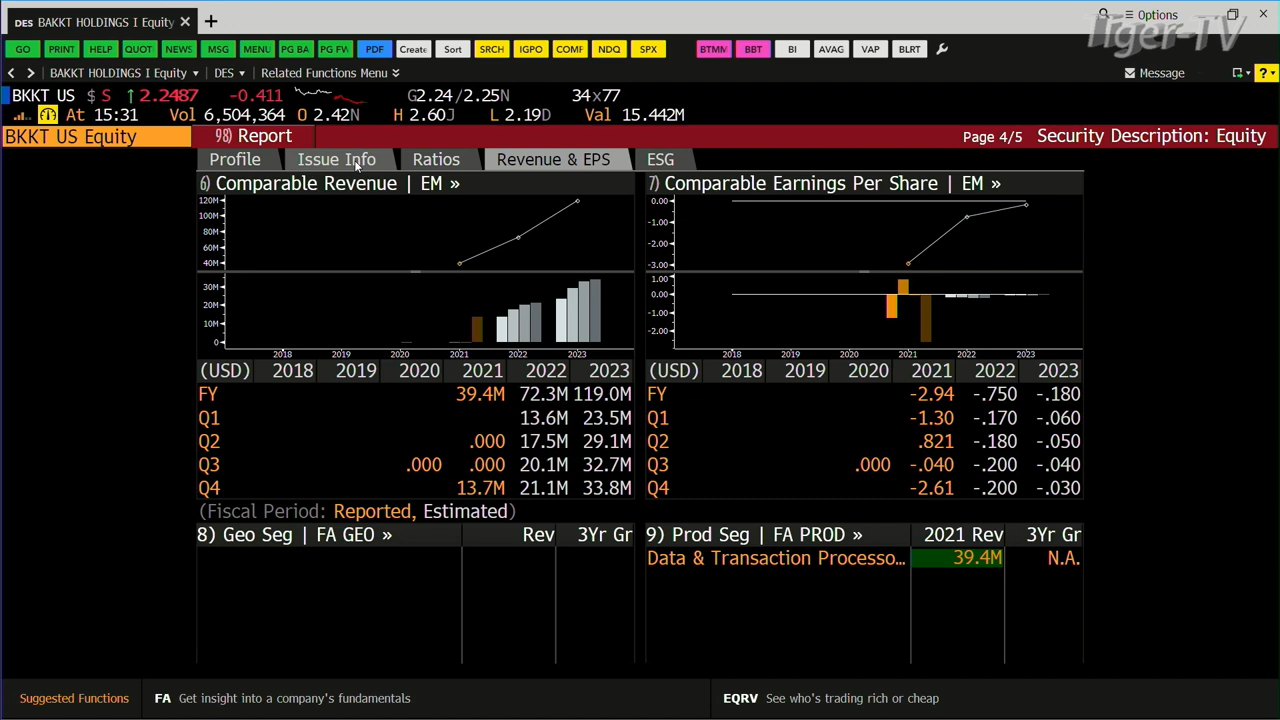 DES BAKKT HOLDINGS I Equity × +
Options
Tiger-TV
GO PRINT HELP QUOT NEWS MSG MENU PG BA PG FW PDF Create Sort SRCH IGPO COMF NDQ SPX BTMM BBT BI AVAG VAP BLRT
< > BAKKT HOLDINGS I Equity DES Related Functions Menu Message ?
BKKT US $ S ↑ 2.2487 -0.411 G2.24 / 2.25N 34 x 77
At 15:31 Vol 6,504,364 O 2.42N H 2.60J L 2.19D Val 15.442M
BKKT US Equity 98) Report Page 4/5 Security Description: Equity
Profile Issue Info Ratios Revenue & EPS ESG
6) Comparable Revenue | EM »
120M
100M
80M
60M
40M
30M
20M
10M
0
2018 2019 2020 2021 2022 2023
(USD) 2018 2019 2020 2021 2022 2023
FY 39.4M 72.3M 119.0M
Q1 13.6M 23.5M
Q2 .000 17.5M 29.1M
Q3 .000 .000 20.1M 32.7M
Q4 13.7M 21.1M 33.8M
7) Comparable Earnings Per Share | EM »
0.00
-1.00
-2.00
-3.00
1.00
0.00
-1.00
-2.00
2018 2019 2020 2021 2022 2023
(USD) 2018 2019 2020 2021 2022 2023
FY -2.94 -.750 -.180
Q1 -1.30 -.170 -.060
Q2 .821 -.180 -.050
Q3 .000 -.040 -.200 -.040
Q4 -2.61 -.200 -.030
(Fiscal Period: Reported, Estimated)
8) Geo Seg | FA GEO » Rev 3Yr Gr
9) Prod Seg | FA PROD » 2021 Rev 3Yr Gr
Data & Transaction Processo... 39.4M N.A.
Suggested Functions FA Get insight into a company's fundamentals EQRV See who's trading rich or cheap